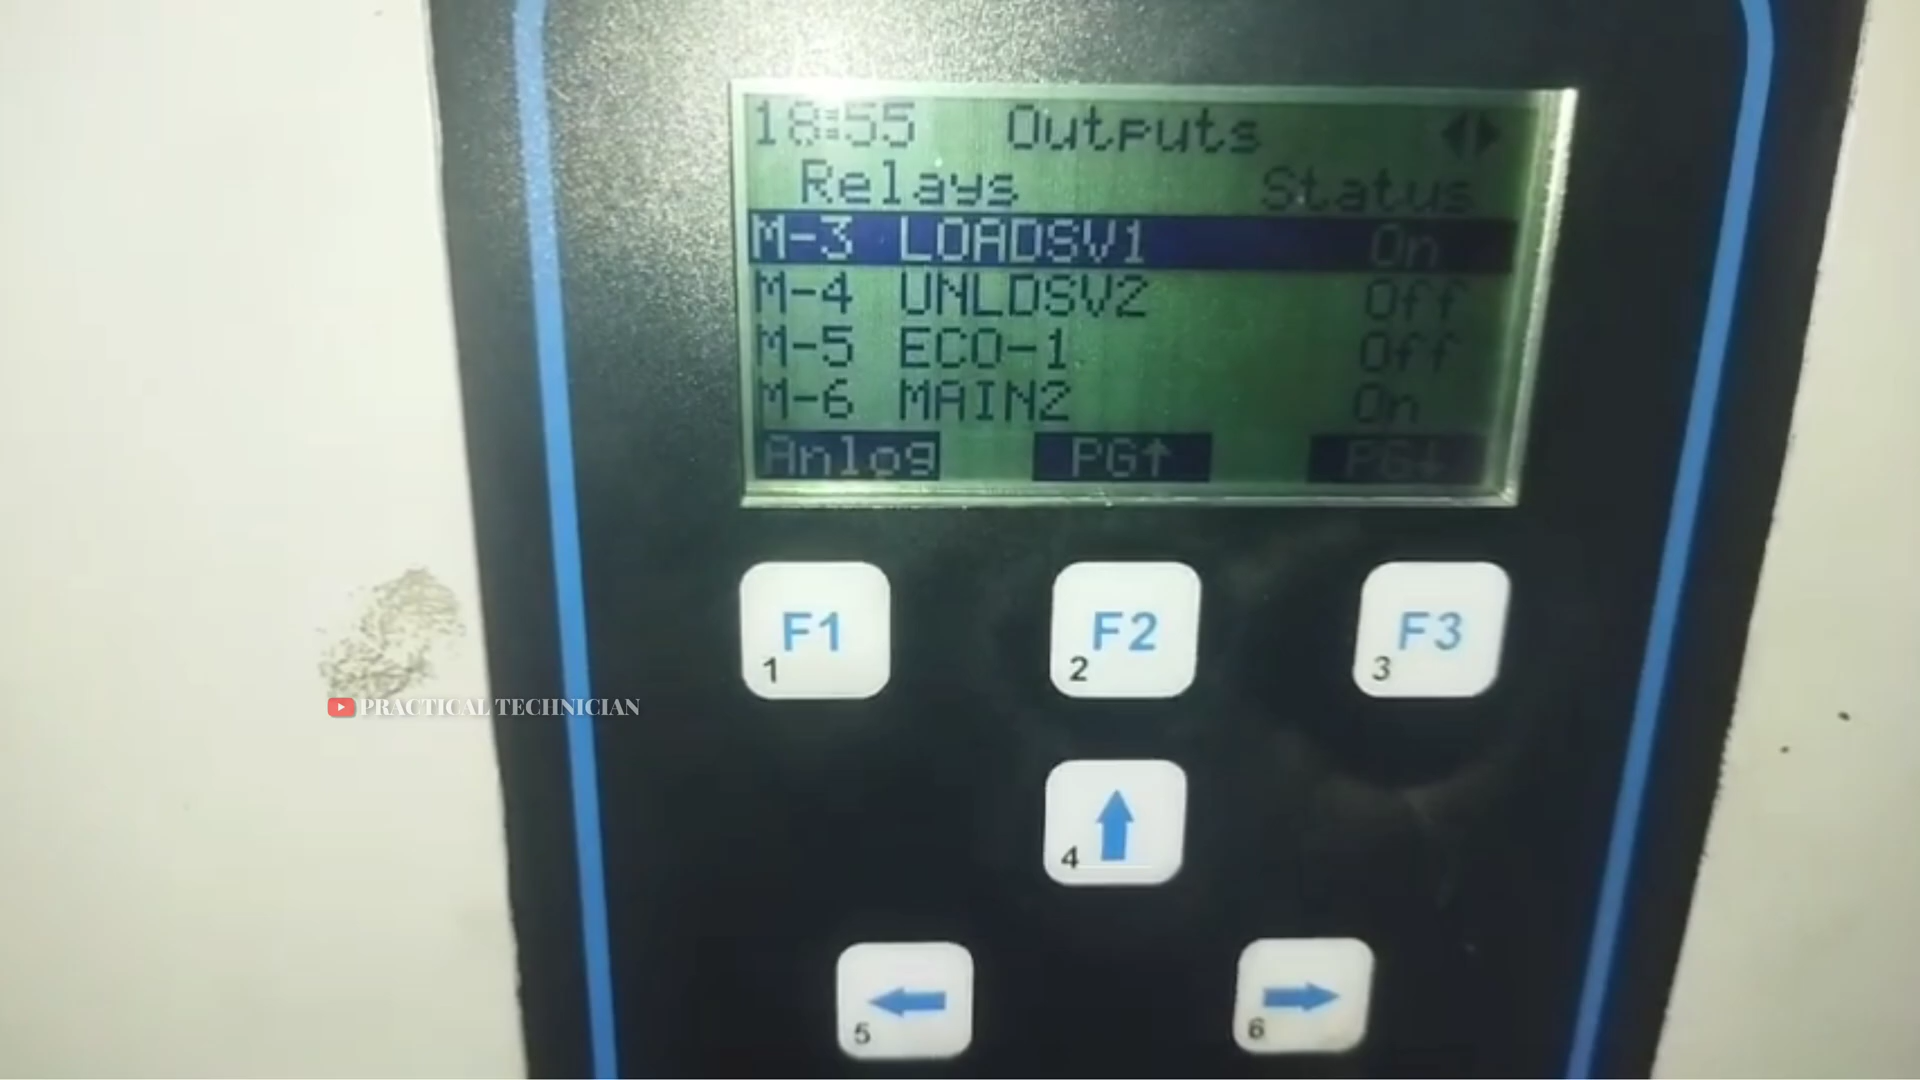 18:55 Outputs
Relays Status
M-3 LOADSV1 On
M-4 UNLDSV2 Off
M-5 ECO-1 Off
M-6 MAIN2 On
Anlog PG↑ PG↓
F1 F2 F3
1 2 3
PRACTICAL TECHNICIAN
4
5 6